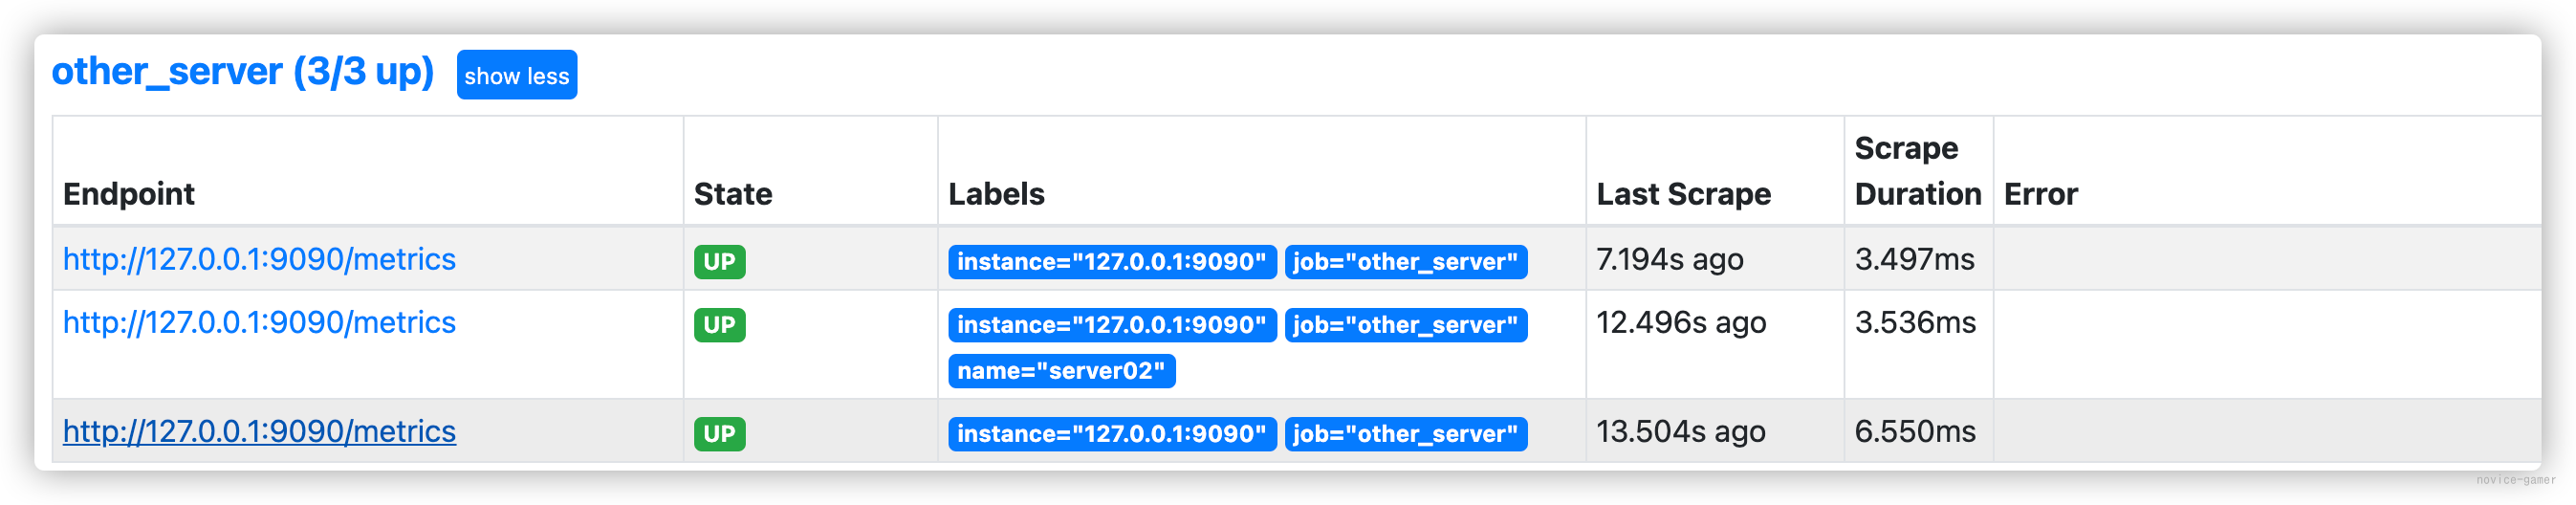 other_server (3/3 up) show less
Endpoint State Labels Last Scrape Scrape Duration Error
http://127.0.0.1:9090/metrics UP instance="127.0.0.1:9090" job="other_server" 7.194s ago 3.497ms
http://127.0.0.1:9090/metrics UP instance="127.0.0.1:9090" job="other_server" 12.496s ago 3.536ms
name="server02"
http://127.0.0.1:9090/metrics UP instance="127.0.0.1:9090" job="other_server" 13.504s ago 6.550ms
novice-gamer